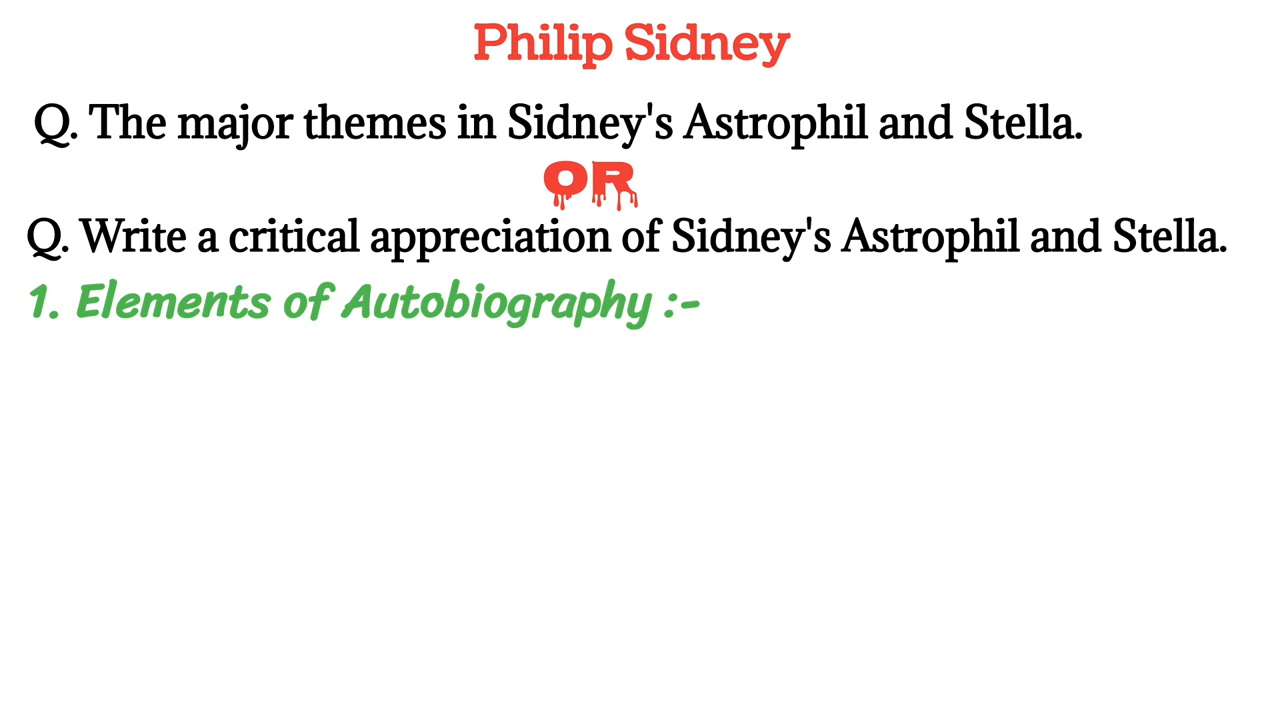 Philip Sidney
Q. The major themes in Sidney's Astrophil and Stella.
OR
Q. Write a critical appreciation of Sidney's Astrophil and Stella.
1. Elements of Autobiography :-